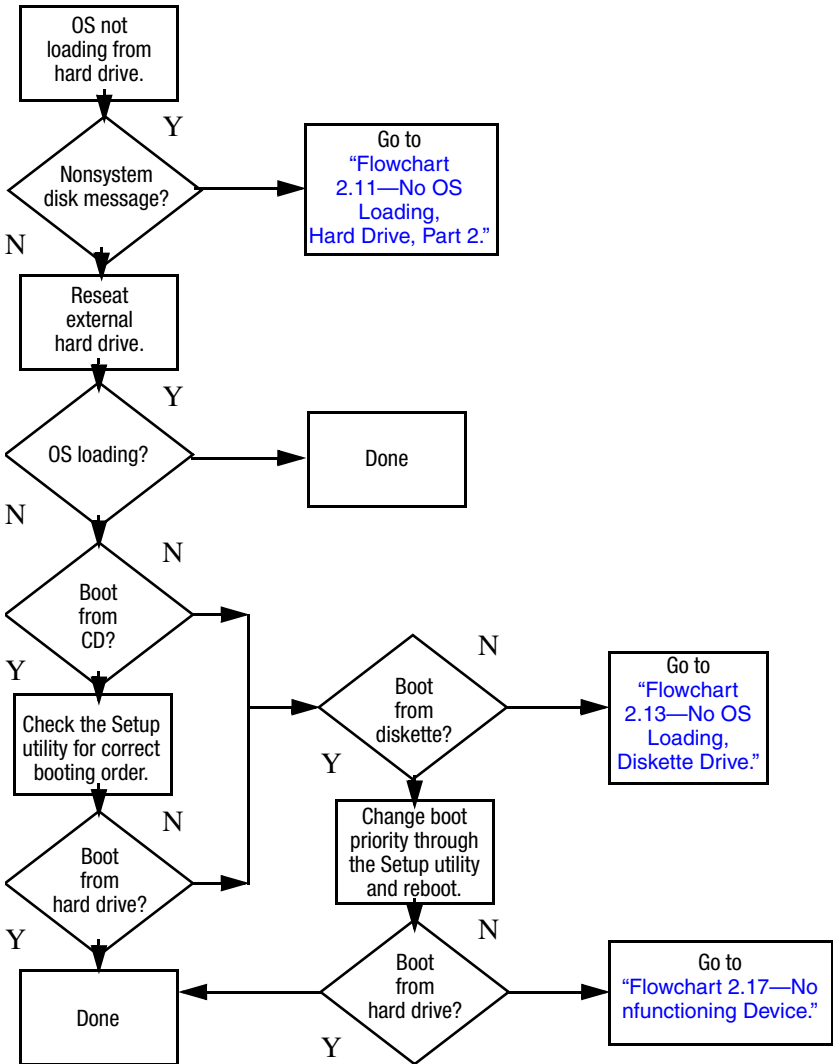 OS not
loading from
hard drive.
Y
Nonsystem
disk message?
Go to
“Flowchart
2.11—No OS
Loading,
Hard Drive, Part 2.”
N
Reseat
external
hard drive.
Y
OS loading?
Done
N
N
Boot
from
CD?
Y
Check the Setup
utility for correct
booting order.
N
Boot
from
hard drive?
Y
Done
N
Boot
from
diskette?
Go to
“Flowchart
2.13—No OS
Loading,
Diskette Drive.”
Y
Change boot
priority through
the Setup utility
and reboot.
N
Boot
from
hard drive?
Go to
“Flowchart 2.17—No
nfunctioning Device.”
Y